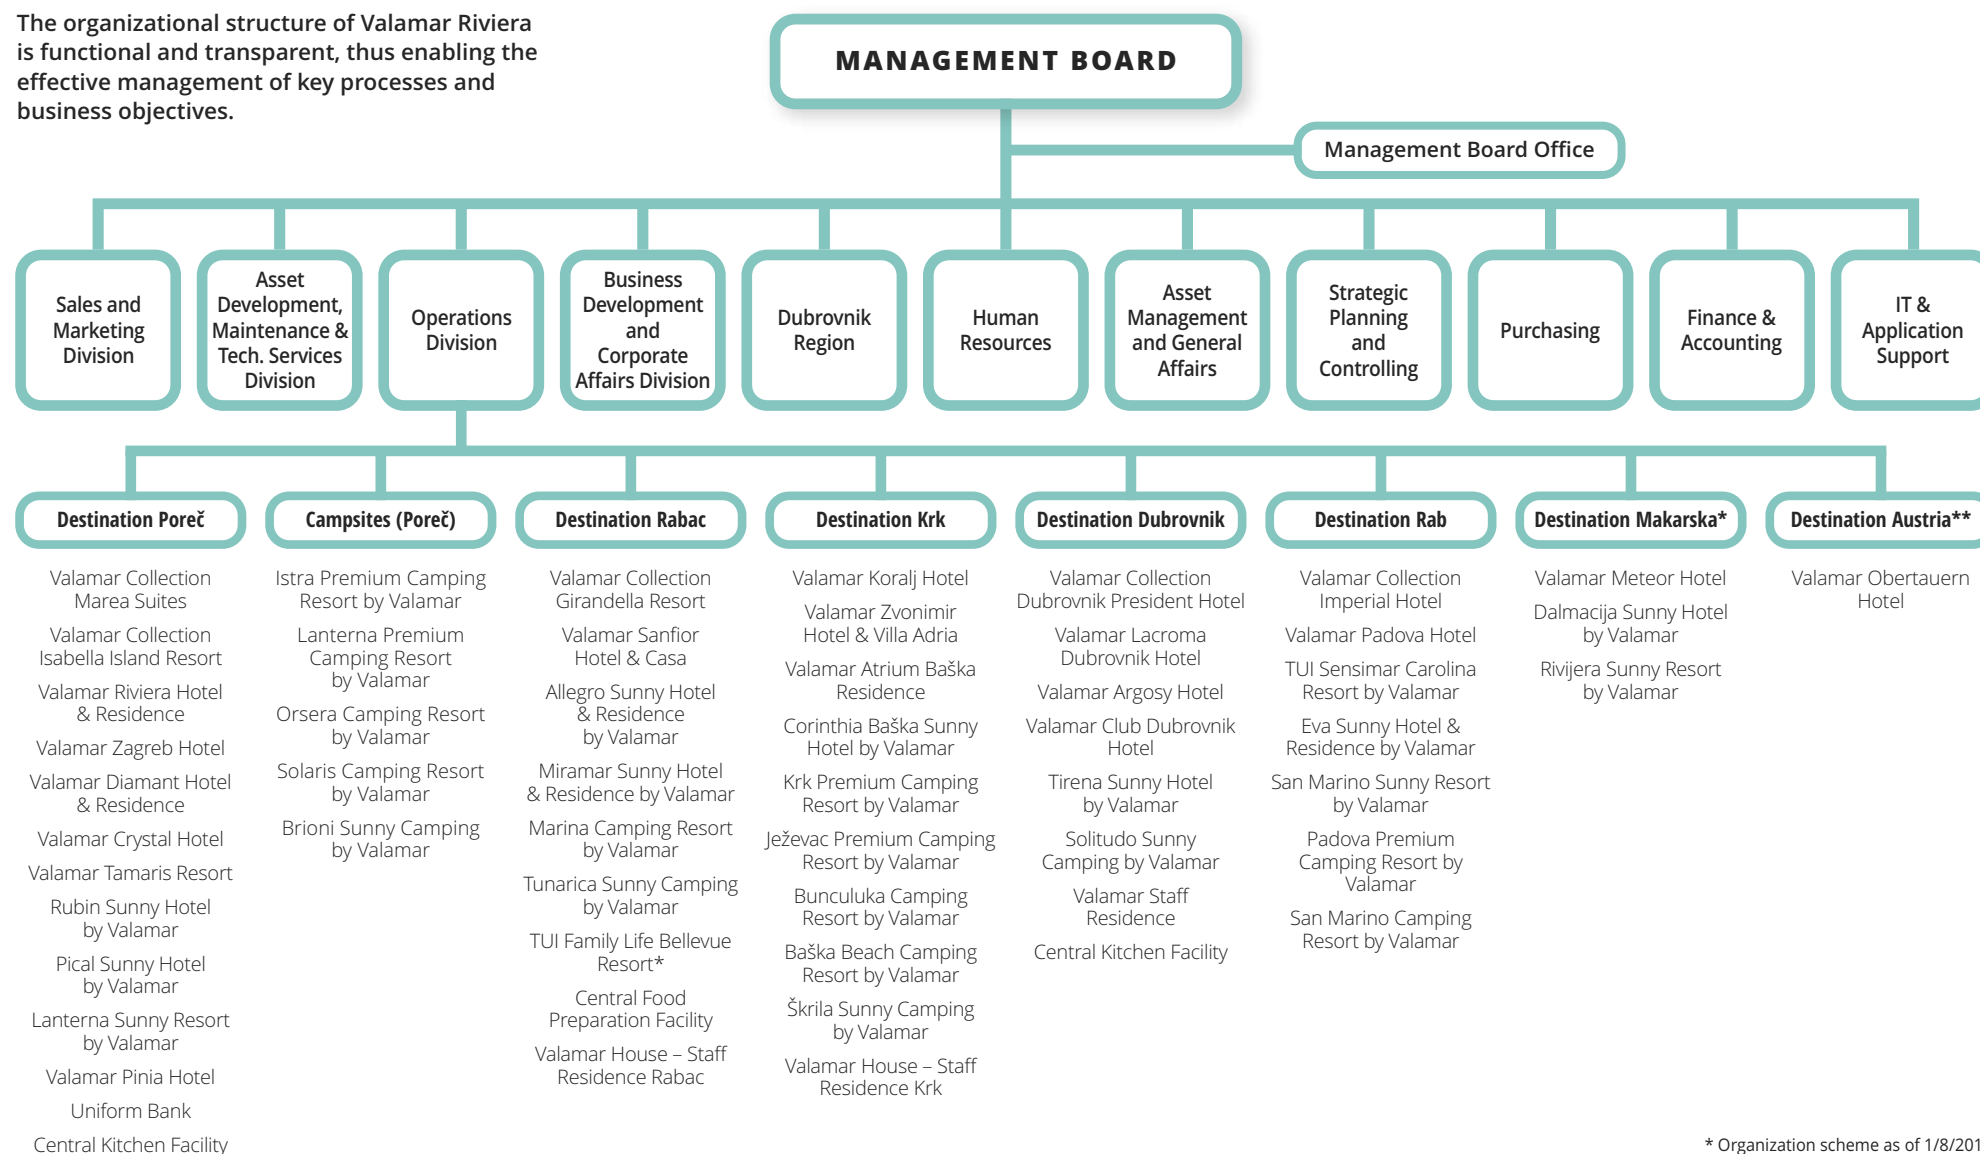 The organizational structure of Valamar Riviera
is functional and transparent, thus enabling the
effective management of key processes and
business objectives.
MANAGEMENT BOARD
Management Board Office
Sales and
Marketing
Division
Asset
Development,
Maintenance &
Tech. Services
Division
Operations
Division
Business
Development
and
Corporate
Affairs Division
Dubrovnik
Region
Human
Resources
Asset
Management
and General
Affairs
Strategic
Planning
and
Controlling
Purchasing
Finance &
Accounting
IT &
Application
Support
Destination Poreč
Valamar Collection
Marea Suites
Valamar Collection
Isabella Island Resort
Valamar Riviera Hotel
& Residence
Valamar Zagreb Hotel
Valamar Diamant Hotel
& Residence
Valamar Crystal Hotel
Valamar Tamaris Resort
Rubin Sunny Hotel
by Valamar
Pical Sunny Hotel
by Valamar
Lanterna Sunny Resort
by Valamar
Valamar Pinia Hotel
Uniform Bank
Central Kitchen Facility
Campsites (Poreč)
Istra Premium Camping
Resort by Valamar
Lanterna Premium
Camping Resort
by Valamar
Orsera Camping Resort
by Valamar
Solaris Camping Resort
by Valamar
Brioni Sunny Camping
by Valamar
Destination Rabac
Valamar Collection
Girandella Resort
Valamar Sanfior
Hotel & Casa
Allegro Sunny Hotel
& Residence
by Valamar
Miramar Sunny Hotel
& Residence by Valamar
Marina Camping Resort
by Valamar
Tunarica Sunny Camping
by Valamar
TUI Family Life Bellevue
Resort*
Central Food
Preparation Facility
Valamar House – Staff
Residence Rabac
Destination Krk
Valamar Koralj Hotel
Valamar Zvonimir
Hotel & Villa Adria
Valamar Atrium Baška
Residence
Corinthia Baška Sunny
Hotel by Valamar
Krk Premium Camping
Resort by Valamar
Ježevac Premium Camping
Resort by Valamar
Bunculuka Camping
Resort by Valamar
Baška Beach Camping
Resort by Valamar
Škrila Sunny Camping
by Valamar
Valamar House – Staff
Residence Krk
Destination Dubrovnik
Valamar Collection
Dubrovnik President Hotel
Valamar Lacroma
Dubrovnik Hotel
Valamar Argosy Hotel
Valamar Club Dubrovnik
Hotel
Tirena Sunny Hotel
by Valamar
Solitudo Sunny
Camping by Valamar
Valamar Staff
Residence
Central Kitchen Facility
Destination Rab
Valamar Collection
Imperial Hotel
Valamar Padova Hotel
TUI Sensimar Carolina
Resort by Valamar
Eva Sunny Hotel &
Residence by Valamar
San Marino Sunny Resort
by Valamar
Padova Premium
Camping Resort by
Valamar
San Marino Camping
Resort by Valamar
Destination Makarska*
Valamar Meteor Hotel
Dalmacija Sunny Hotel
by Valamar
Rivijera Sunny Resort
by Valamar
Destination Austria**
Valamar Obertauern
Hotel
* Organization scheme as of 1/8/201